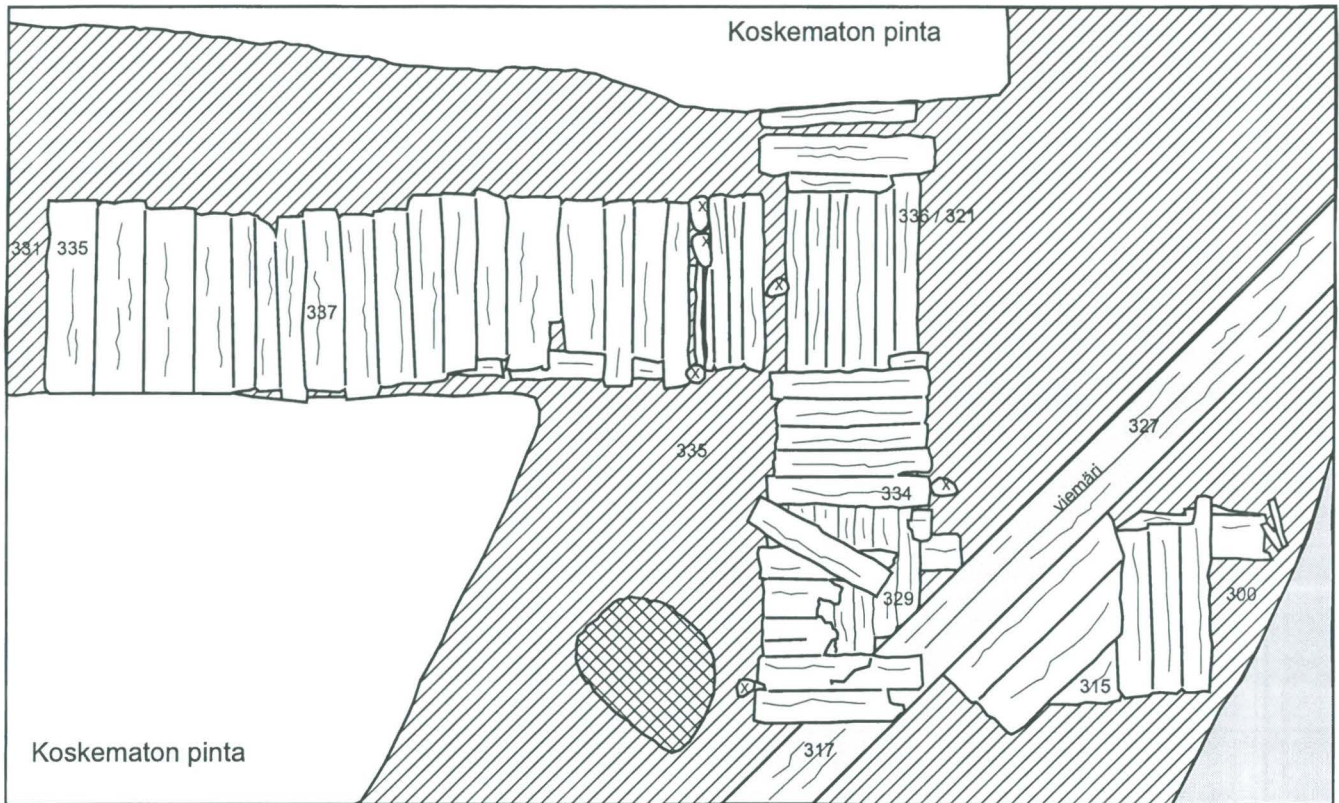 Koskematon pinta
336 / 321
331
335
337
x
x
x
x
327
335
viemäri
334
x
329
300
315
x
317
Koskematon pinta